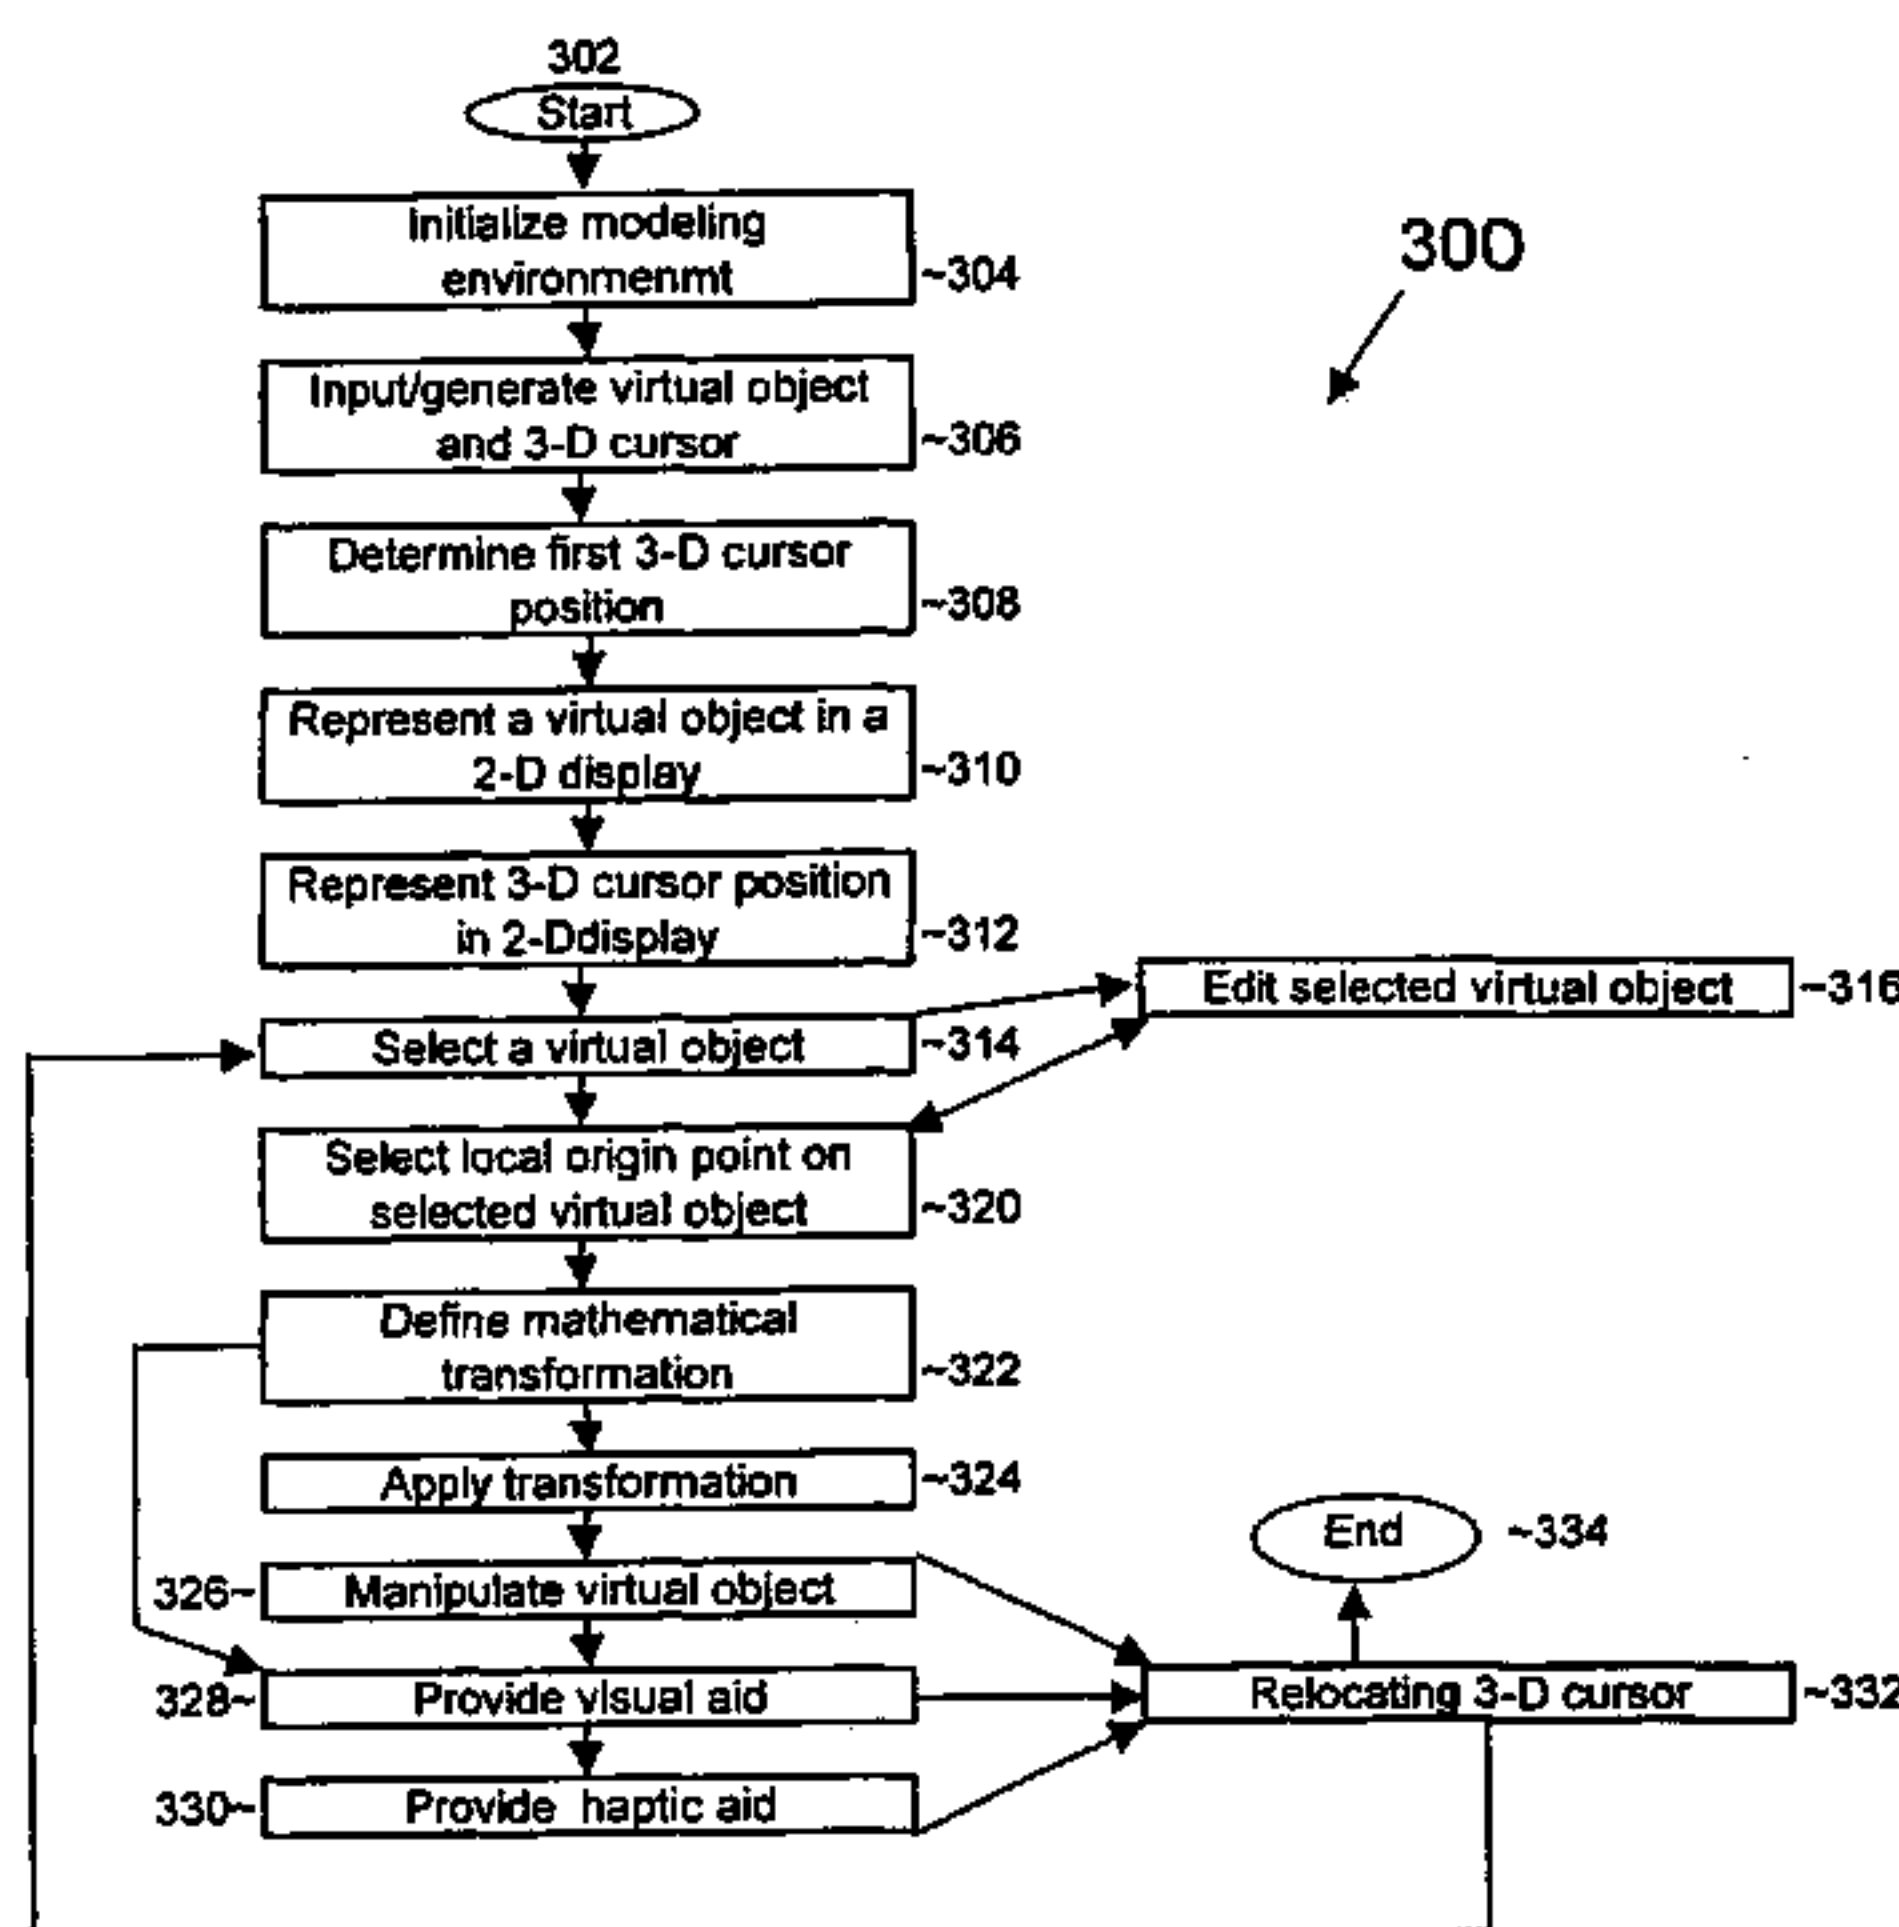 302
Start
Initialize modeling
environmenmt
~304
300
Input/generate virtual object
and 3-D cursor
~306
Determine first 3-D cursor
position
~308
Represent a virtual object in a
2-D display
~310
Represent 3-D cursor position
in 2-Ddisplay
~312
Edit selected virtual object
~316
Select a virtual object
~314
Select local origin point on
selected virtual object
~320
Define mathematical
transformation
~322
Apply transformation
~324
End
~334
326~
Manipulate virtual object
328~
Provide visual aid
Relocating 3-D cursor
~332
330~
Provide haptic aid